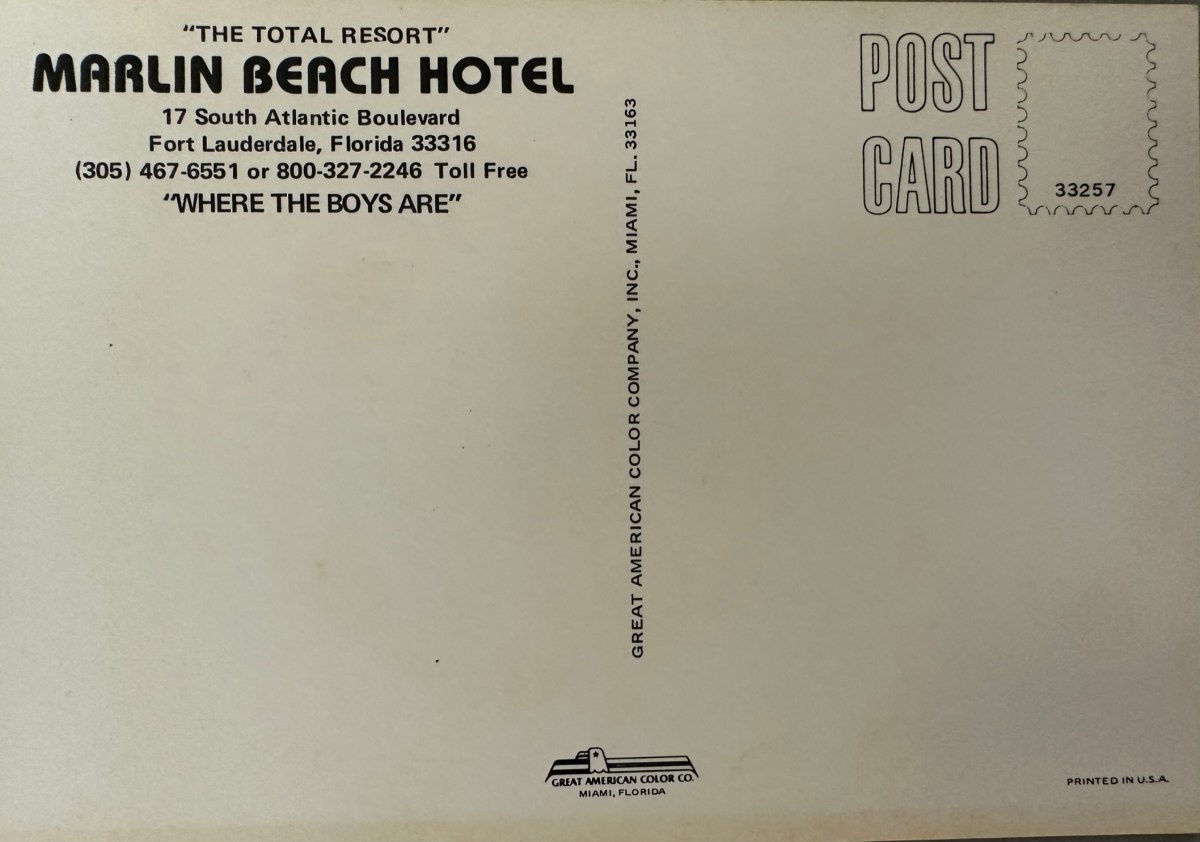 "THE TOTAL RESORT"
MARLIN BEACH HOTEL
17 South Atlantic Boulevard
Fort Lauderdale, Florida 33316
(305) 467-6551 or 800-327-2246 Toll Free
"WHERE THE BOYS ARE"
GREAT AMERICAN COLOR COMPANY, INC., MIAMI, FL. 33163
POST
CARD
33257
GREAT AMERICAN COLOR CO.
MIAMI, FLORIDA
PRINTED IN U.S.A.